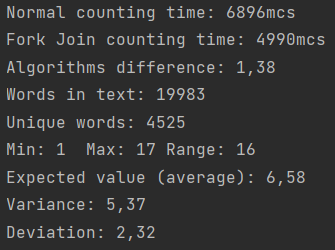 Normal counting time: 6896mcs
Fork Join counting time: 4990mcs
Algorithms difference: 1,38
Words in text: 19983
Unique words: 4525
Min: 1  Max: 17 Range: 16
Expected value (average): 6,58
Variance: 5,37
Deviation: 2,32